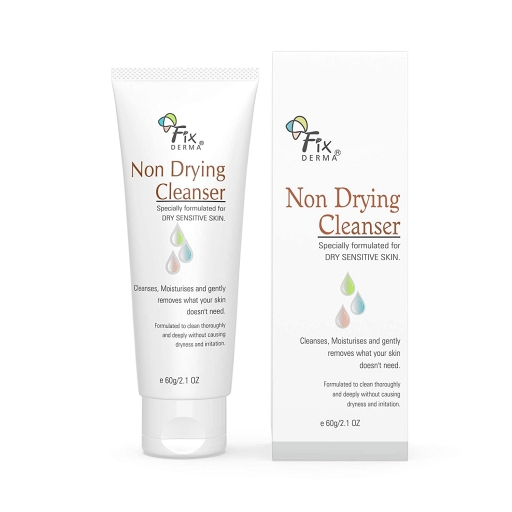 Fix
DERMA®
Non Drying
Cleanser
Specially formulated for
DRY SENSITIVE SKIN.
Cleanses, Moisturises and gently
removes what your skin
doesn't need.
Formulated to clean thoroughly
and deeply without causing
dryness and irritation.
e 60g/2.1 OZ
Fix
DERMA®
Non Drying
Cleanser
Specially formulated for
DRY SENSITIVE SKIN.
Cleanses, Moisturises and gently
removes what your skin
doesn't need.
Formulated to clean thoroughly
and deeply without causing
dryness and irritation.
e 60g/2.1 OZ